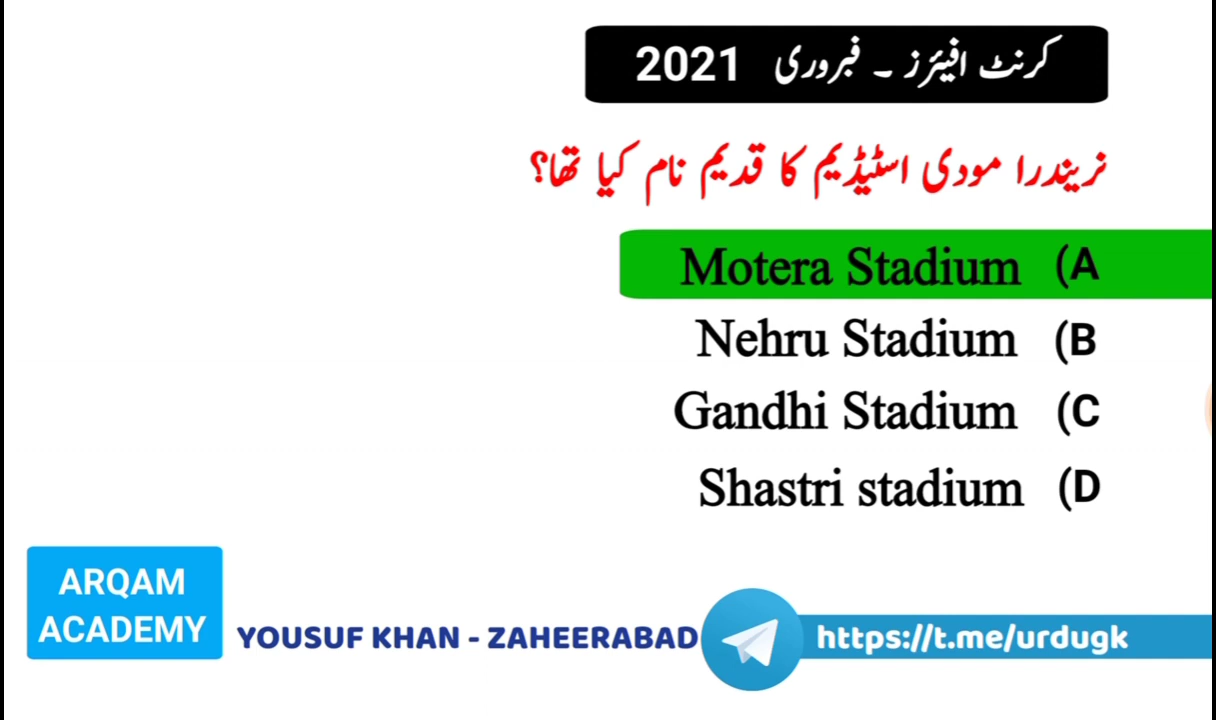 کرنٹ افیئرز ۔ فبروری 2021
نریندرا مودی اسٹیڈیم کا قدیم نام کیا تھا؟
(A Motera Stadium
(B Nehru Stadium
(C Gandhi Stadium
(D Shastri stadium
ARQAM
ACADEMY
YOUSUF KHAN - ZAHEERABAD
https://t.me/urdugk